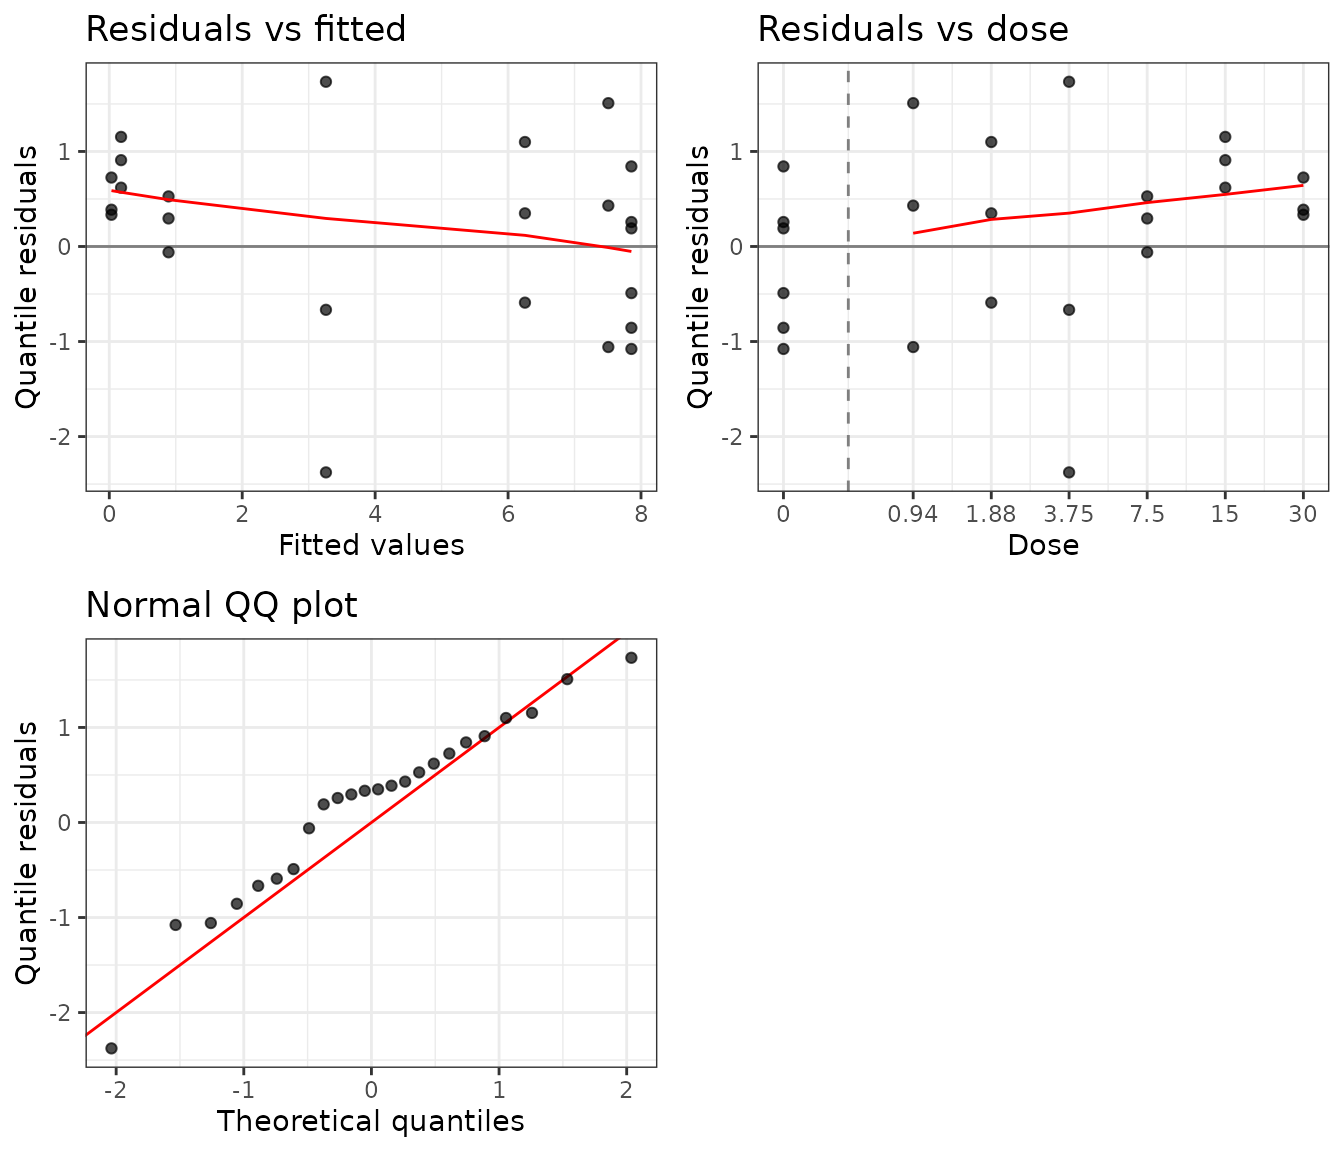 Residuals vs fitted
Quantile residuals
1
0
-1
-2
0 2 4 6 8
Fitted values
Residuals vs dose
Quantile residuals
1
0
-1
-2
0 0.94 1.88 3.75 7.5 15 30
Dose
Normal QQ plot
Quantile residuals
1
0
-1
-2
-2 -1 0 1 2
Theoretical quantiles